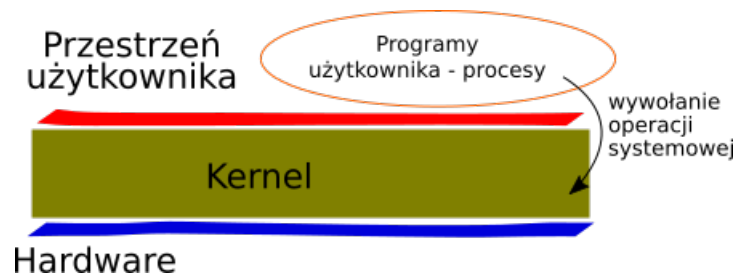 Przestrzeń
użytkownika
Programy
użytkownika - procesy
wywołanie
operacji
systemowej
Kernel
Hardware